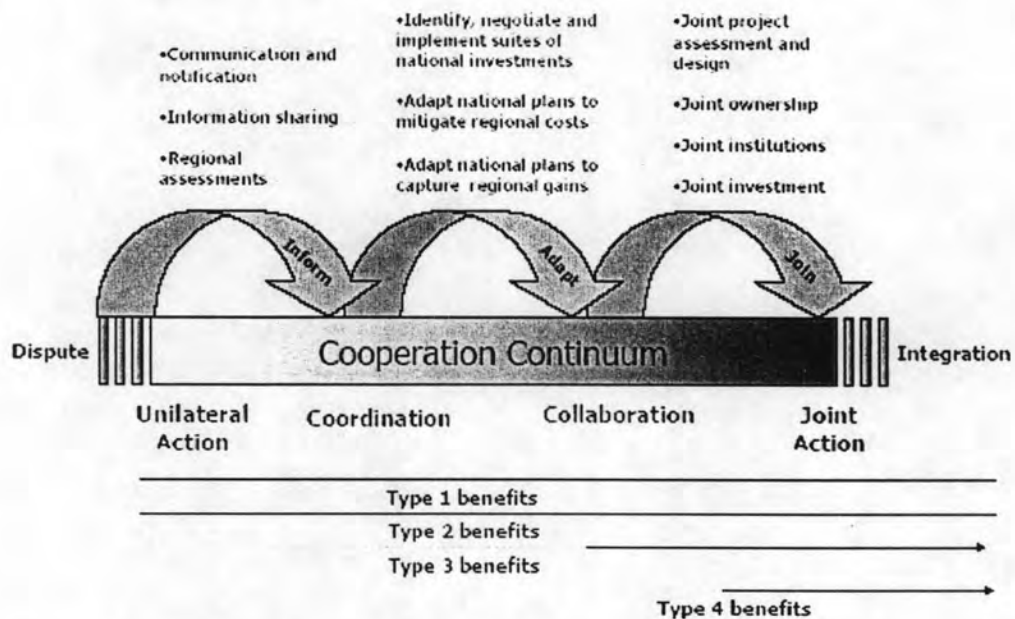 •Communication and
notification
•Information sharing
•Regional
assessments
•Identify, negotiate and
implement suites of
national investments
•Adapt national plans to
mitigate regional costs
•Adapt national plans to
capture regional gains
•Joint project
assessment and
design
•Joint ownership
•Joint institutions
•Joint investment
Inform
Adapt
Join
Dispute
Cooperation Continuum
Integration
Unilateral
Action
Coordination
Collaboration
Joint
Action
Type 1 benefits
Type 2 benefits
Type 3 benefits
Type 4 benefits